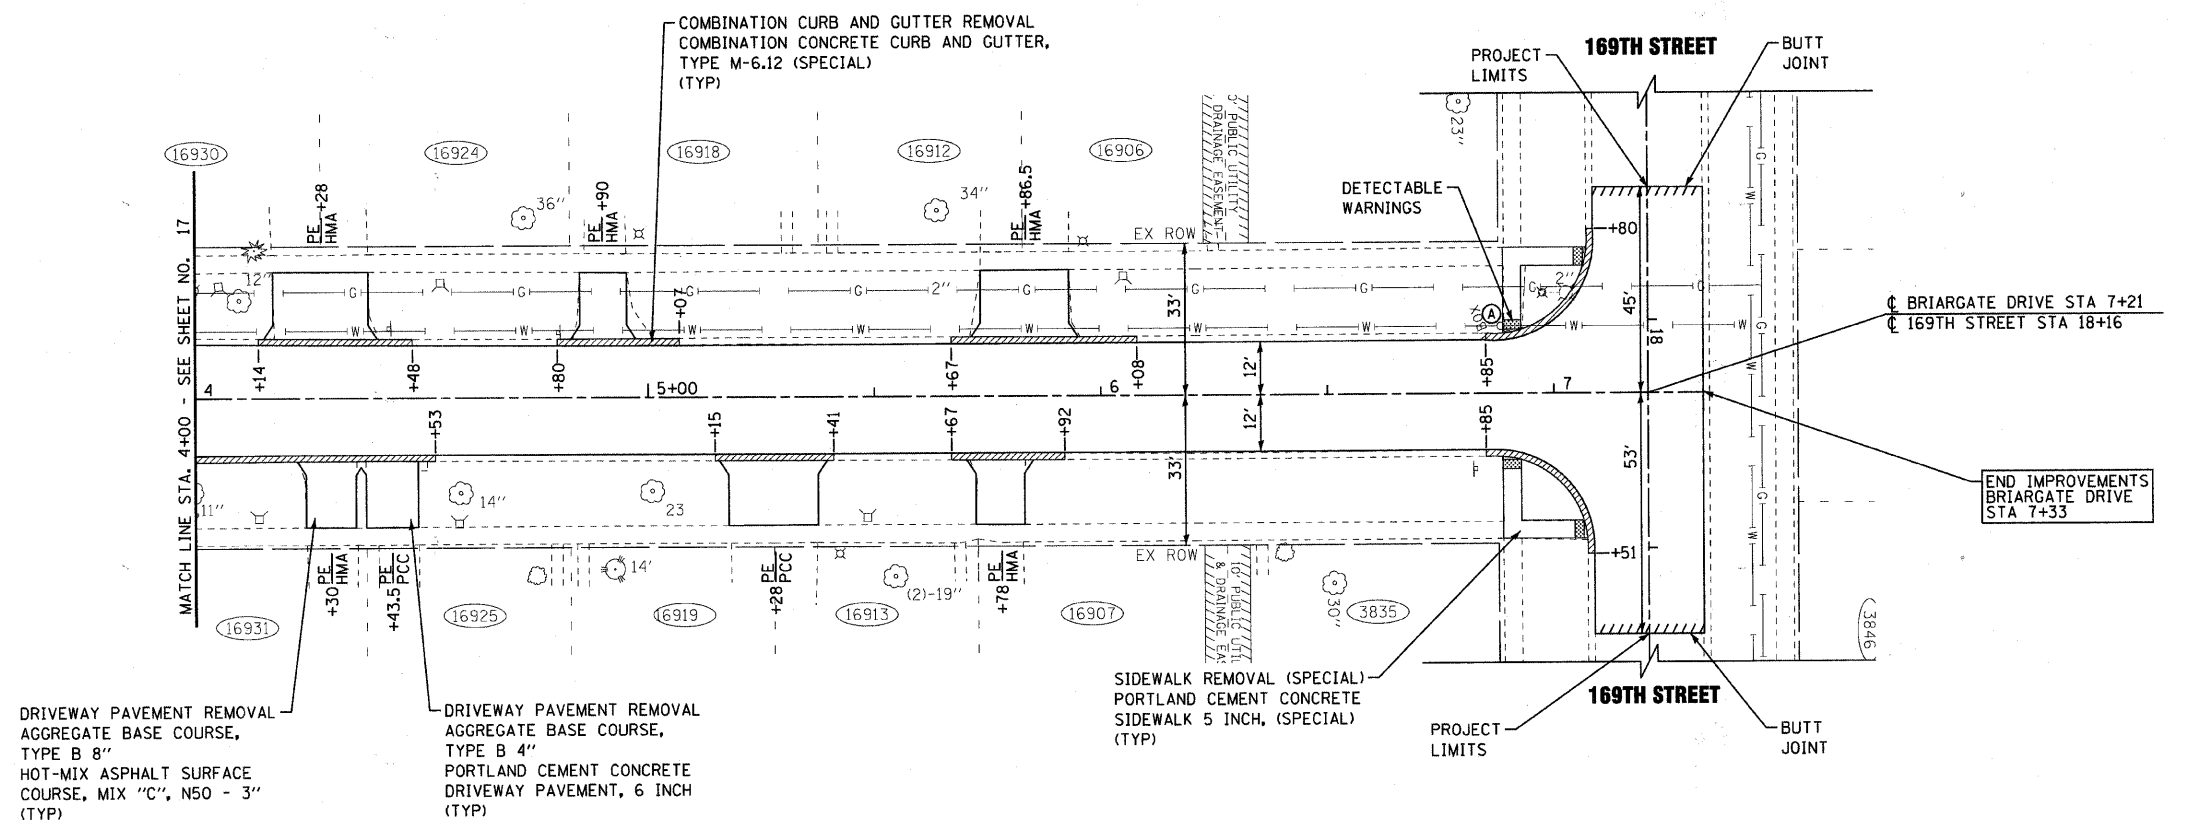 COMBINATION CURB AND GUTTER REMOVAL
COMBINATION CONCRETE CURB AND GUTTER,
TYPE M-6.12 (SPECIAL)
(TYP)
169TH STREET
PROJECT
LIMITS
BUTT
JOINT
16930
16924
16918
16912
16906
PUBLIC UTILITY
DRAINAGE EASEMENT
23"
DETECTABLE
WARNINGS
PE
HMA
+28
36"
PE
HMA
+90
34"
PE
HMA
+86.5
EX ROW
+80
12"
G
G
G
G
2"
G
G
G
G
2"
G
W
W
W
W
W
W
W
W
W
A
+07
33'
45'
18
℄ BRIARGATE DRIVE STA 7+21
℄ 169TH STREET STA 18+16
MATCH LINE STA. 4+00 - SEE SHEET NO. 17
+14
+48
+80
+67
+08
12'
+85
4
5+00
6
7
+53
+15
+41
+67
+92
12'
+85
33'
53'
END IMPROVEMENTS
BRIARGATE DRIVE
STA 7+33
11"
14"
23
EX ROW
+51
+30
PE
HMA
+43.5
PE
PCC
14'
+28
PE
PCC
(2)-19"
+78
PE
HMA
10' PUBLIC UTIL
& DRAINAGE EAS
30"
16931
16925
16919
16913
16907
3835
3846
SIDEWALK REMOVAL (SPECIAL)
PORTLAND CEMENT CONCRETE
SIDEWALK 5 INCH, (SPECIAL)
(TYP)
169TH STREET
PROJECT
LIMITS
BUTT
JOINT
DRIVEWAY PAVEMENT REMOVAL
AGGREGATE BASE COURSE,
TYPE B 8"
HOT-MIX ASPHALT SURFACE
COURSE, MIX "C", N50 - 3"
(TYP)
DRIVEWAY PAVEMENT REMOVAL
AGGREGATE BASE COURSE,
TYPE B 4"
PORTLAND CEMENT CONCRETE
DRIVEWAY PAVEMENT, 6 INCH
(TYP)